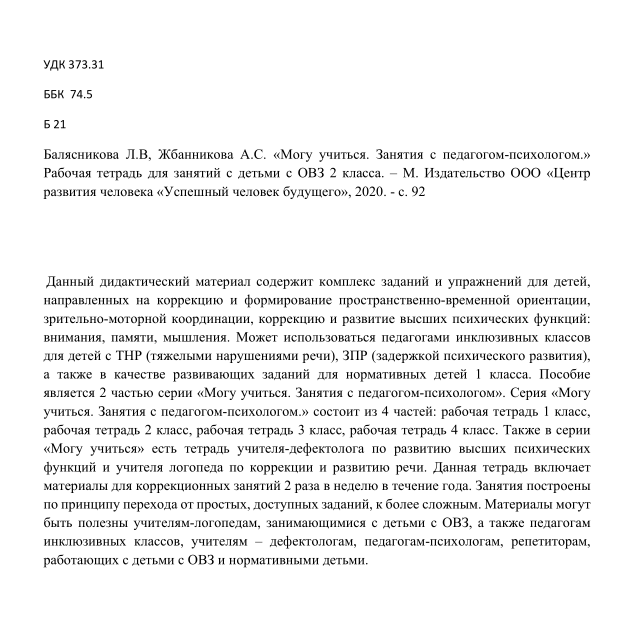 УДК 373.31
ББК 74.5
Б 21
Балясникова Л.В, Жбанникова А.С. «Могу учиться. Занятия с педагогом-психологом.»
Рабочая тетрадь для занятий с детьми с ОВЗ 2 класса. – М. Издательство ООО «Центр
развития человека «Успешный человек будущего», 2020. - с. 92
Данный дидактический материал содержит комплекс заданий и упражнений для детей,
направленных на коррекцию и формирование пространственно-временной ориентации,
зрительно-моторной координации, коррекцию и развитие высших психических функций:
внимания, памяти, мышления. Может использоваться педагогами инклюзивных классов
для детей с ТНР (тяжелыми нарушениями речи), ЗПР (задержкой психического развития),
а также в качестве развивающих заданий для нормативных детей 1 класса. Пособие
является 2 частью серии «Могу учиться. Занятия с педагогом-психологом». Серия «Могу
учиться. Занятия с педагогом-психологом.» состоит из 4 частей: рабочая тетрадь 1 класс,
рабочая тетрадь 2 класс, рабочая тетрадь 3 класс, рабочая тетрадь 4 класс. Также в серии
«Могу учиться» есть тетрадь учителя-дефектолога по развитию высших психических
функций и учителя логопеда по коррекции и развитию речи. Данная тетрадь включает
материалы для коррекционных занятий 2 раза в неделю в течение года. Занятия построены
по принципу перехода от простых, доступных заданий, к более сложным. Материалы могут
быть полезны учителям-логопедам, занимающимися с детьми с ОВЗ, а также педагогам
инклюзивных классов, учителям – дефектологам, педагогам-психологам, репетиторам,
работающих с детьми с ОВЗ и нормативными детьми.